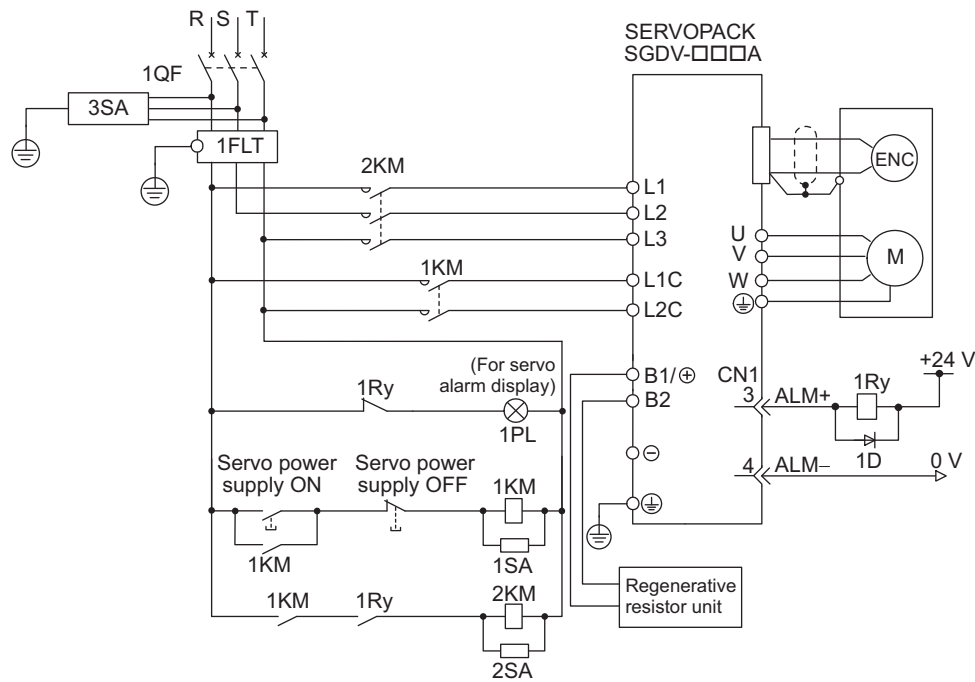 R S T
SERVOPACK
SGDV-□□□A
1QF
3SA
1FLT
ENC
2KM
L1
L2
L3
U
V
W
M
1KM
L1C
L2C
(For servo
alarm display)
+24 V
B1/⊕
CN1
1Ry
3
ALM+
1Ry
B2
1PL
1D
⊖
4
ALM−
0 V
Servo power
supply ON
Servo power
supply OFF
1KM
1KM
1SA
Regenerative
resistor unit
1KM
1Ry
2KM
2SA